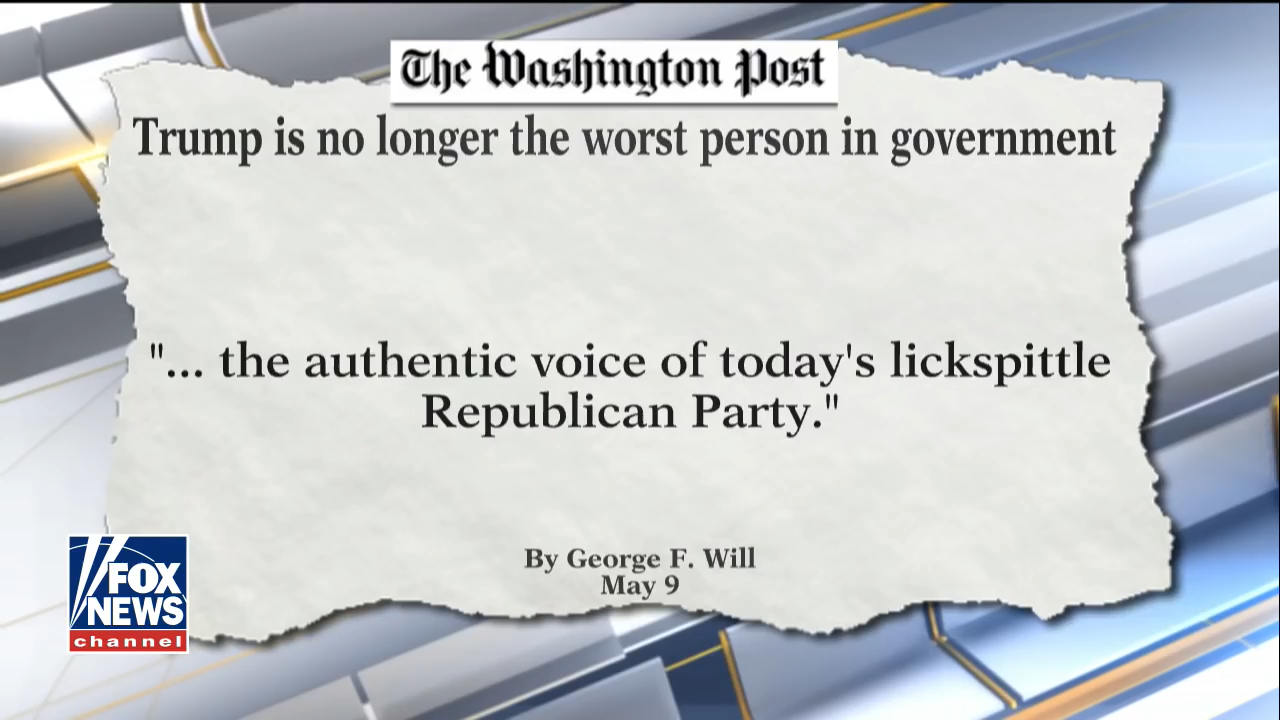 The Washington Post
Trump is no longer the worst person in government
"... the authentic voice of today's lickspittle
Republican Party."
By George F. Will
May 9
FOX
NEWS
channel